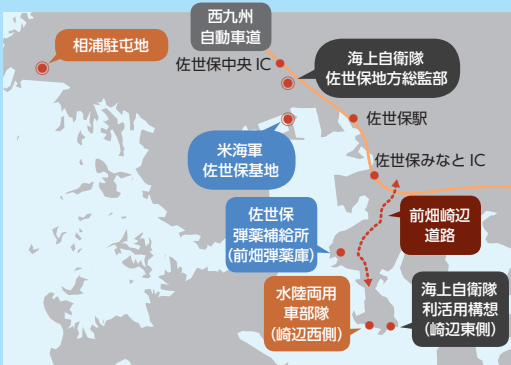 西九州
自動車道
相浦駐屯地
佐世保中央 IC
海上自衛隊
佐世保地方総監部
佐世保駅
米海軍
佐世保基地
佐世保みなと IC
佐世保
弾薬補給所
(前畑弾薬庫)
前畑崎辺
道路
水陸両用
車部隊
(崎辺西側)
海上自衛隊
利活用構想
(崎辺東側)